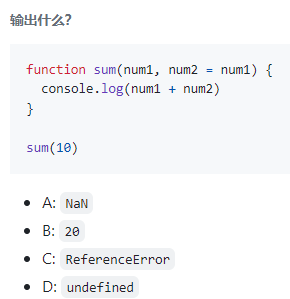 输出什么?
function sum(num1, num2 = num1) {
  console.log(num1 + num2)
}
sum(10)
A: NaN
B: 20
C: ReferenceError
D: undefined